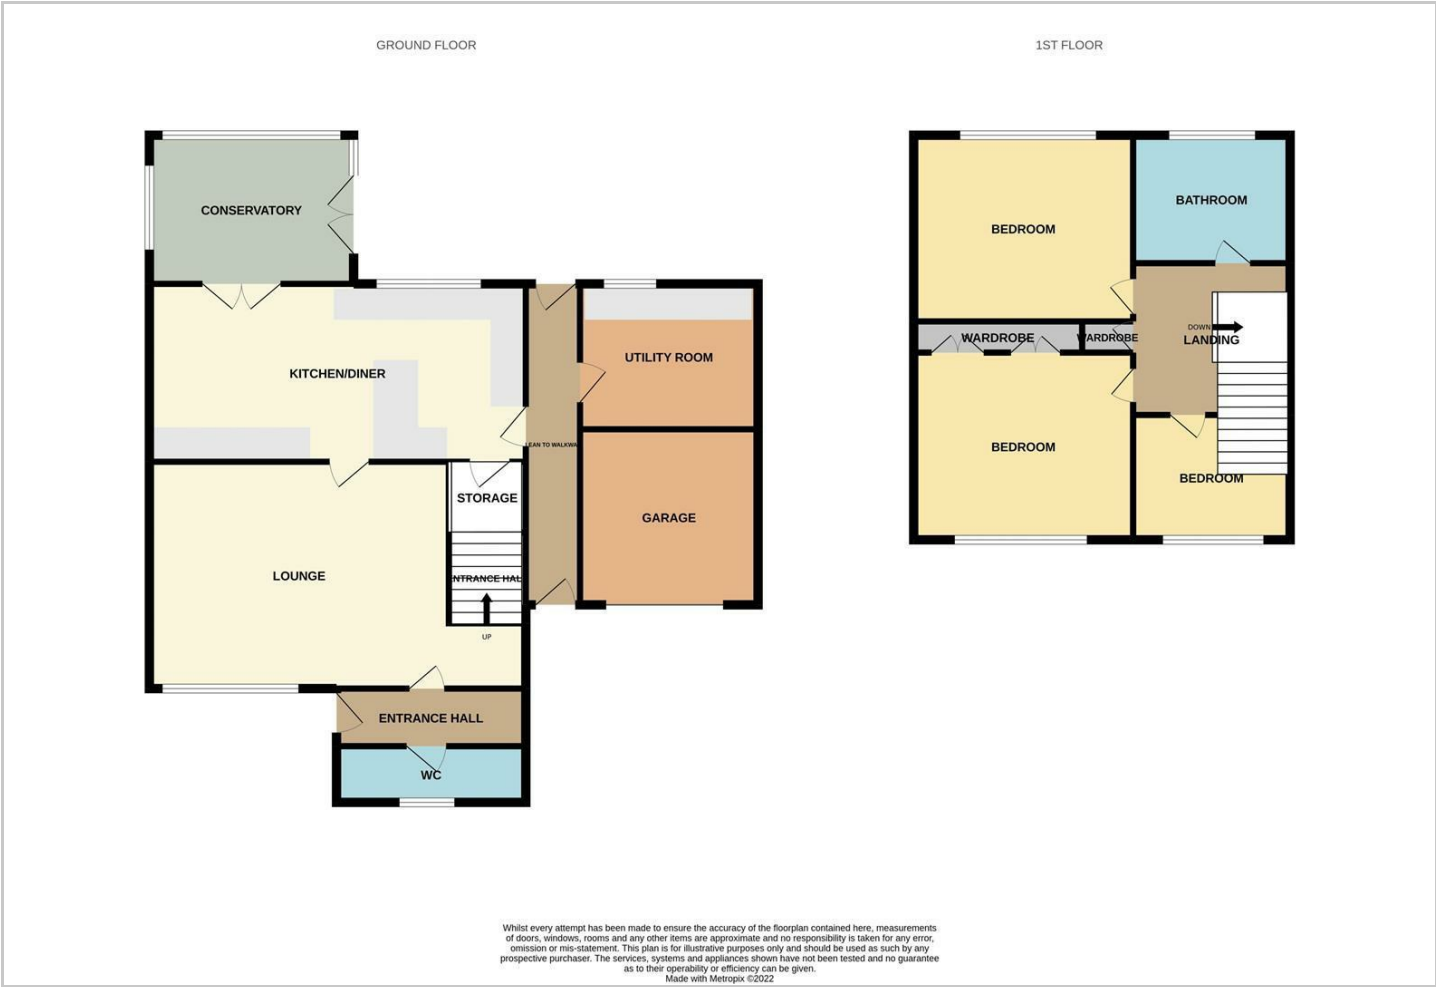 GROUND FLOOR
1ST FLOOR
CONSERVATORY
KITCHEN/DINER
UTILITY ROOM
LEAN TO WALKWA
STORAGE
GARAGE
LOUNGE
ENTRANCE HAL
UP
ENTRANCE HALL
WC
BEDROOM
BATHROOM
WARDROBE
WARDROBE
DOWN
LANDING
BEDROOM
BEDROOM
Whilst every attempt has been made to ensure the accuracy of the floorplan contained here, measurements
of doors, windows, rooms and any other items are approximate and no responsibility is taken for any error,
omission or mis-statement. This plan is for illustrative purposes only and should be used as such by any
prospective purchaser. The services, systems and appliances shown have not been tested and no guarantee
as to their operability or efficiency can be given.
Made with Metropix ©2022